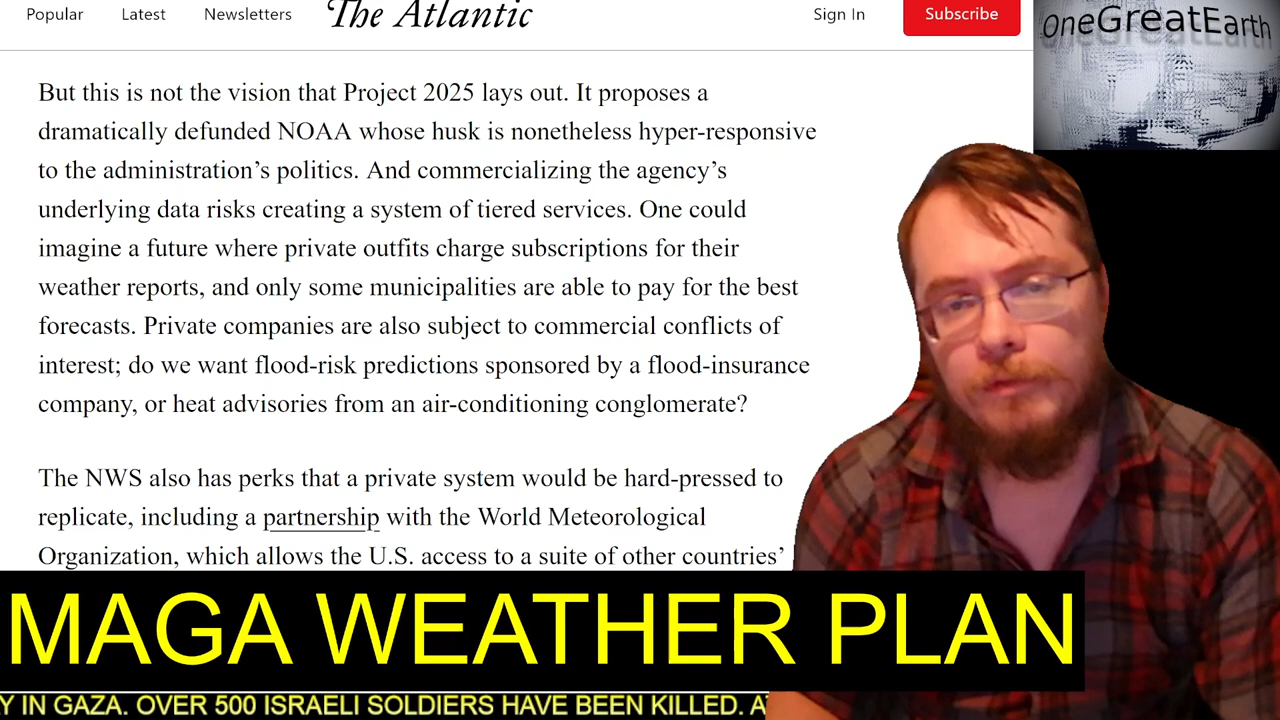 Popular Latest Newsletters The Atlantic Sign In Subscribe
OneGreatEarth
But this is not the vision that Project 2025 lays out. It proposes a
dramatically defunded NOAA whose husk is nonetheless hyper-responsive
to the administration’s politics. And commercializing the agency’s
underlying data risks creating a system of tiered services. One could
imagine a future where private outfits charge subscriptions for their
weather reports, and only some municipalities are able to pay for the best
forecasts. Private companies are also subject to commercial conflicts of
interest; do we want flood-risk predictions sponsored by a flood-insurance
company, or heat advisories from an air-conditioning conglomerate?
The NWS also has perks that a private system would be hard-pressed to
replicate, including a partnership with the World Meteorological
Organization, which allows the U.S. access to a suite of other countries’
MAGA WEATHER PLAN
Y IN GAZA. OVER 500 ISRAELI SOLDIERS HAVE BEEN KILLED. A